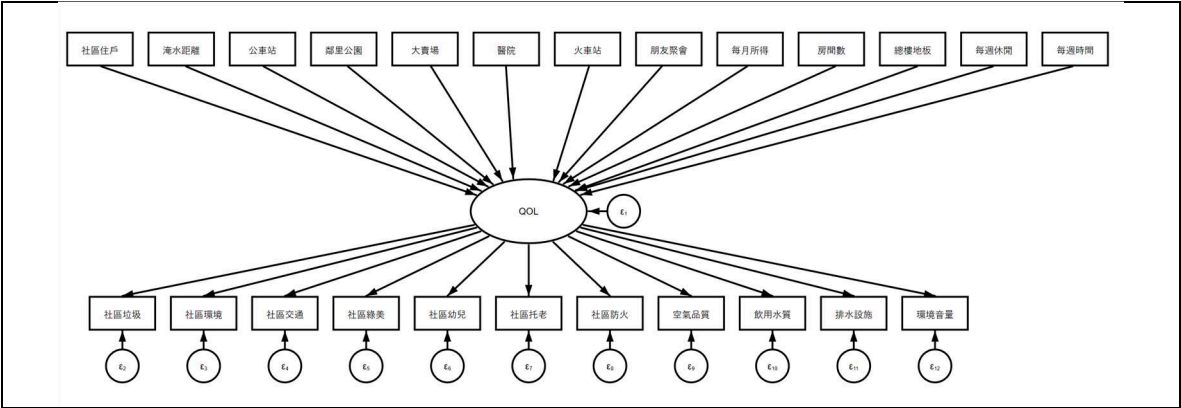 社區住戶 淹水距離 公車站 鄰里公園 大賣場 醫院 火車站 朋友聚會 每月所得 房間數 總樓地板 每週休閒 每週時間
QOL ε₁
社區垃圾 社區環境 社區交通 社區綠美 社區幼兒 社區托老 社區防火 空氣品質 飲用水質 排水設施 環境音量
ε₂ ε₃ ε₄ ε₅ ε₆ ε₇ ε₈ ε₉ ε₁₀ ε₁₁ ε₁₂